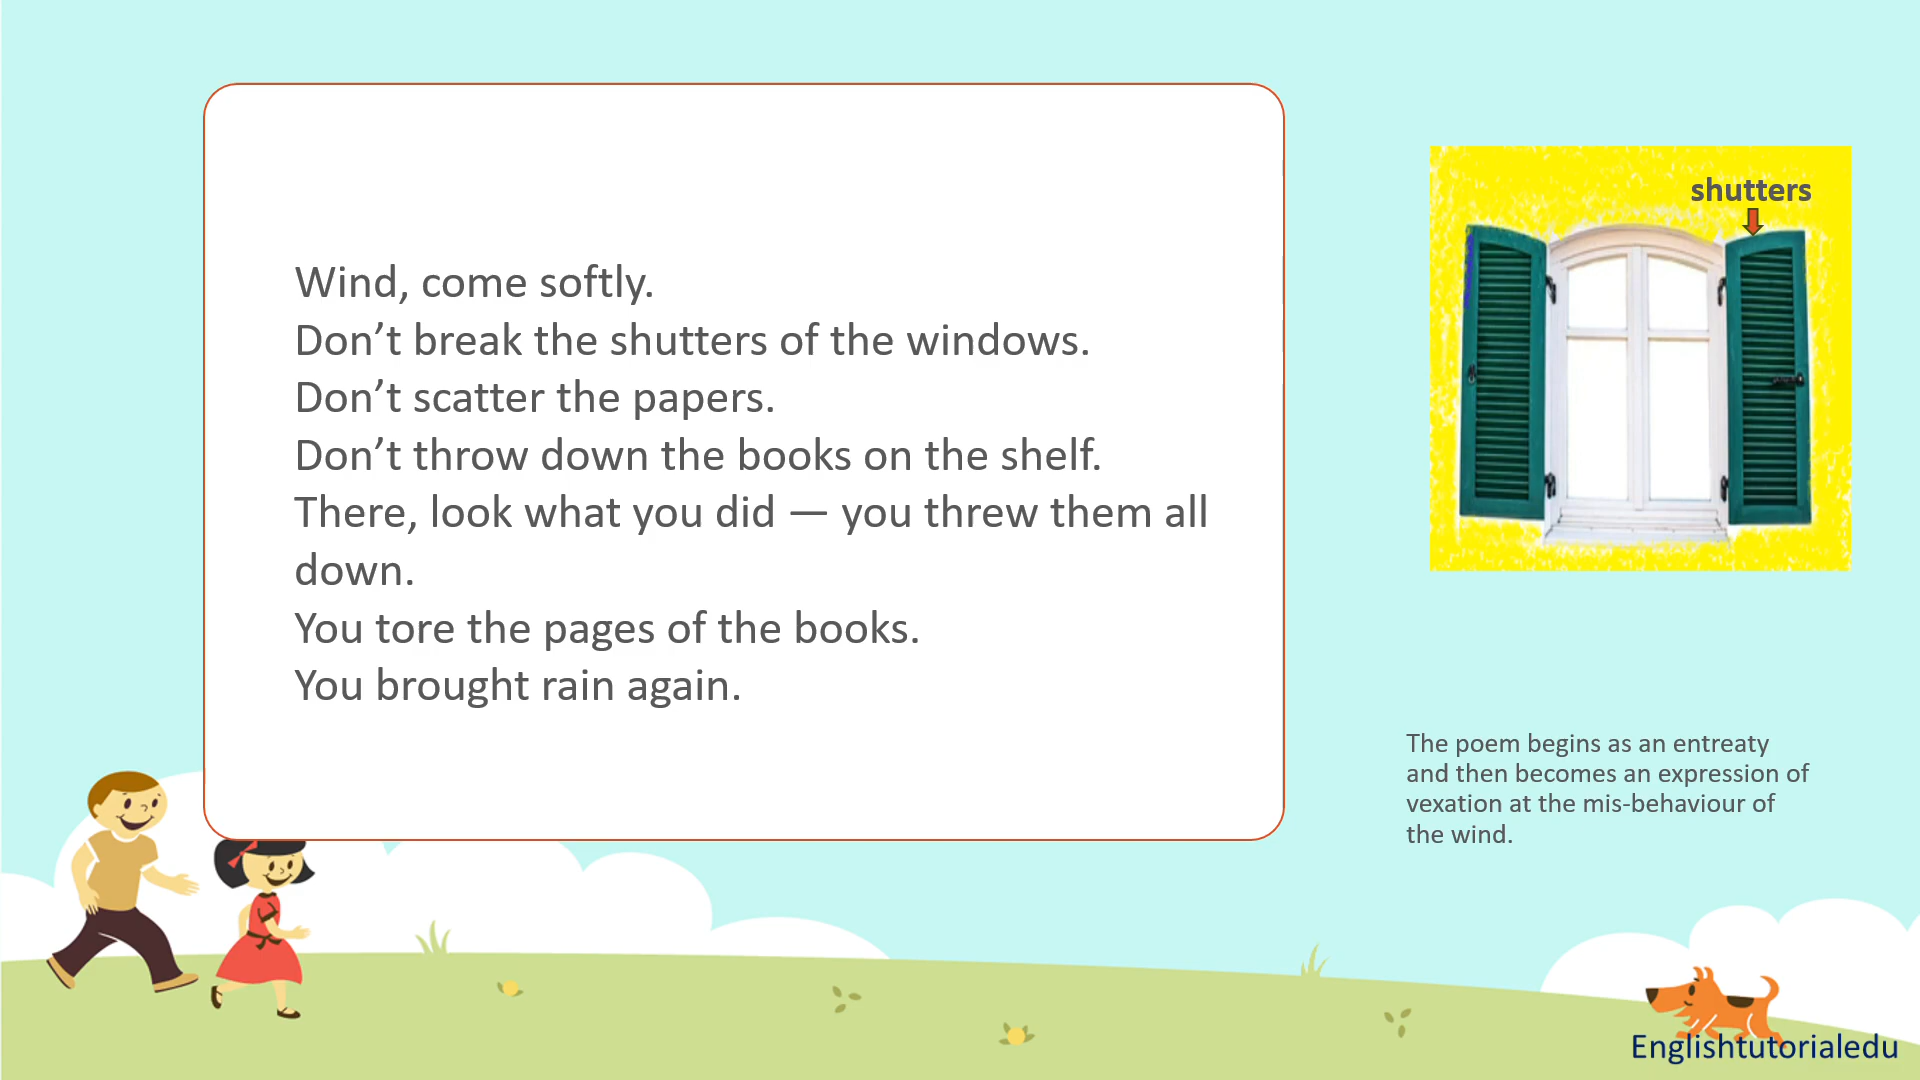 Wind, come softly.
Don’t break the shutters of the windows.
Don’t scatter the papers.
Don’t throw down the books on the shelf.
There, look what you did — you threw them all
down.
You tore the pages of the books.
You brought rain again.
shutters
The poem begins as an entreaty
and then becomes an expression of
vexation at the mis-behaviour of
the wind.
Englishtutorialedu